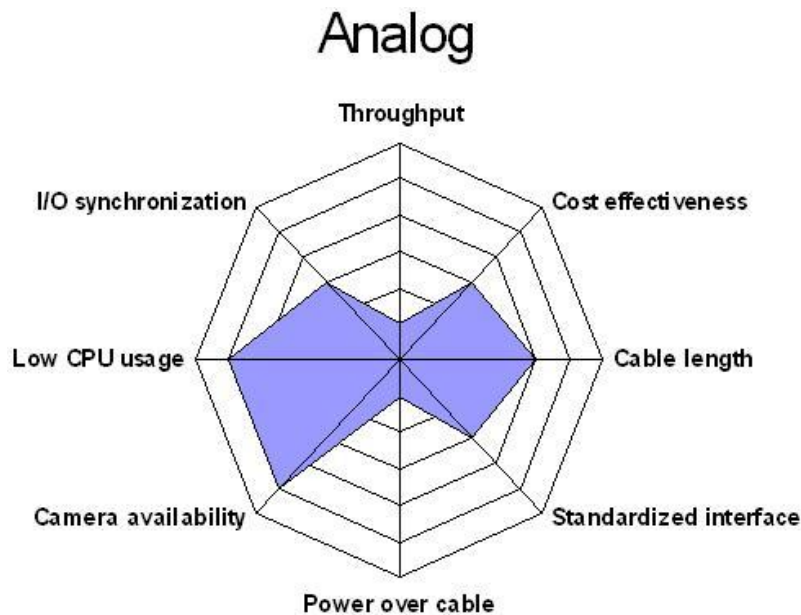 Analog
Throughput
I/O synchronization
Cost effectiveness
Low CPU usage
Cable length
Camera availability
Standardized interface
Power over cable